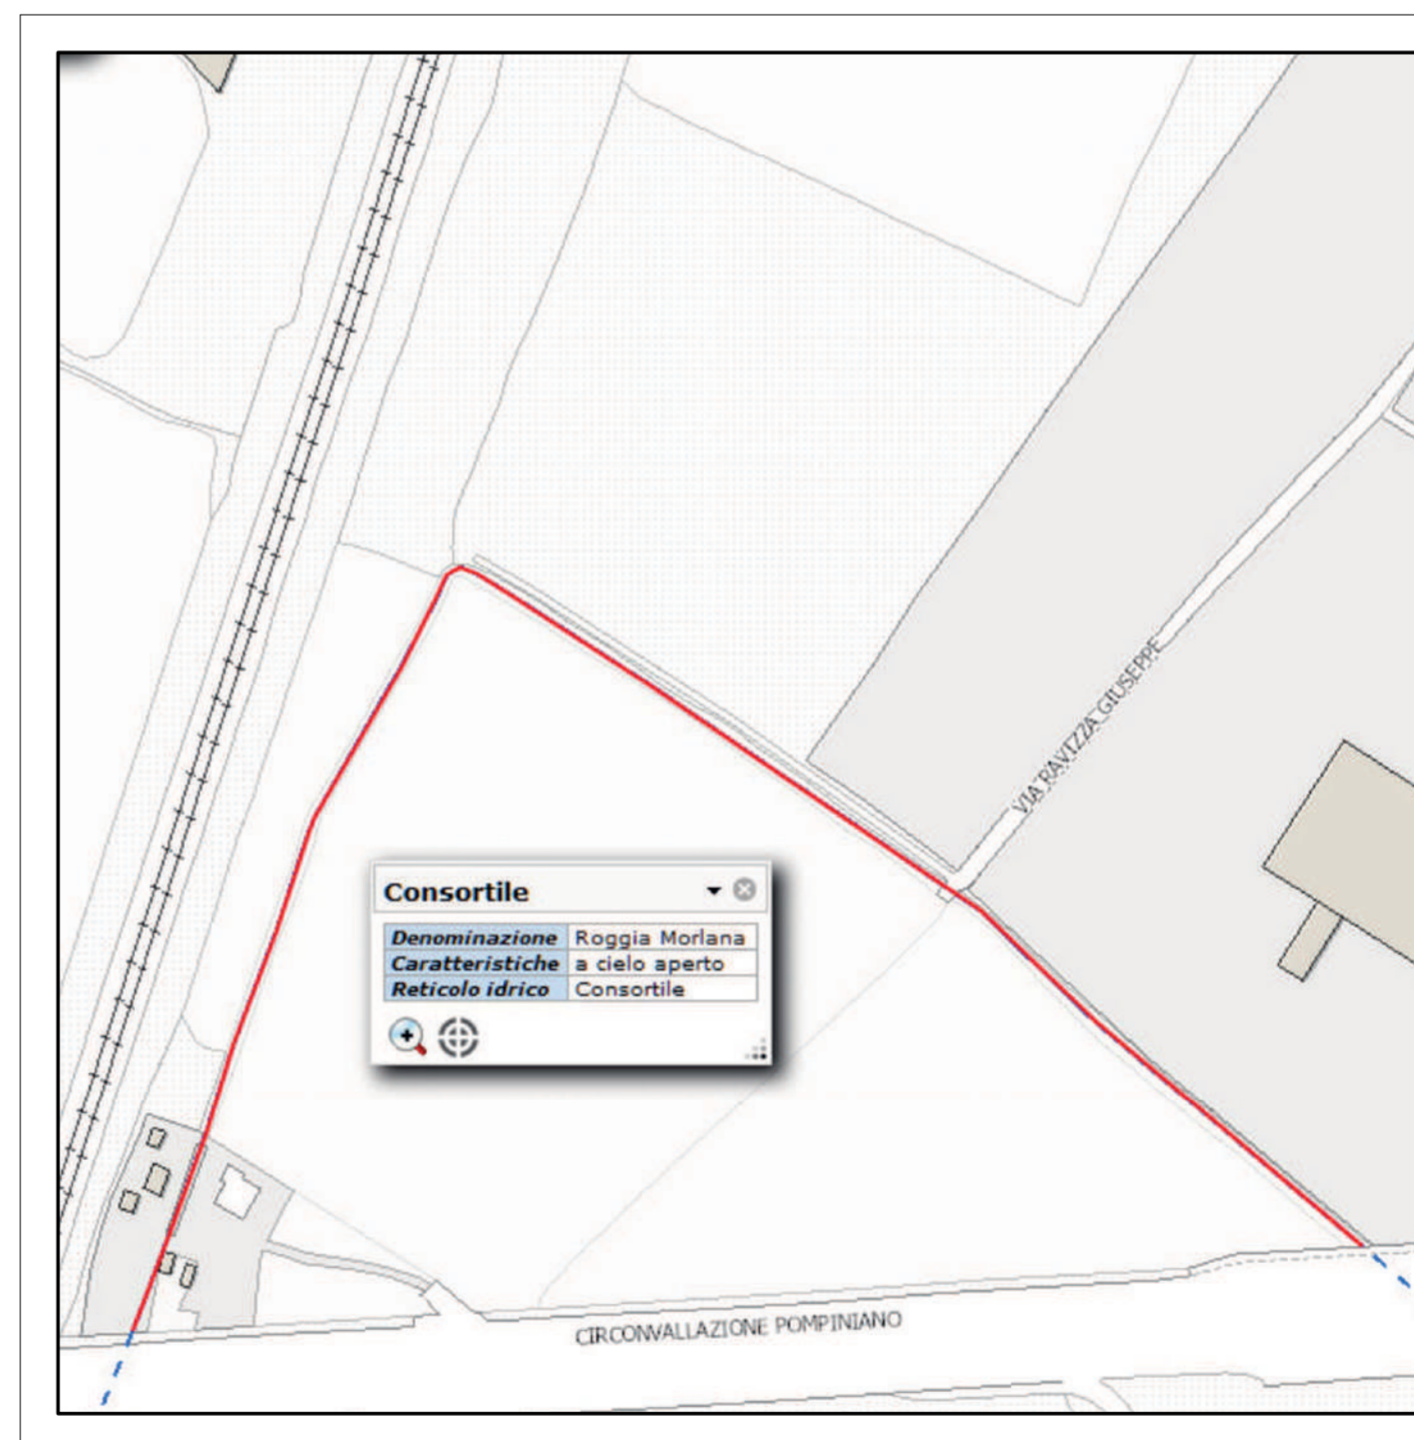 VIA RAVIZZA GIUSEPPE
Consortile
Denominazione Roggia Morlana
Caratteristiche a cielo aperto
Reticolo idrico Consortile
CIRCONVALLAZIONE POMPINIANO